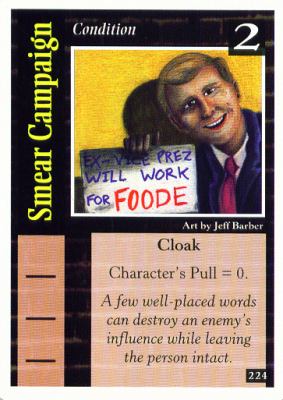 Smear Campaign
Condition
2
EX-VICE PREZ
WILL WORK
FOR FOODE
Art by Jeff Barber
Cloak
Character's Pull = 0.
A few well-placed words
can destroy an enemy's
influence while leaving
the person intact.
224